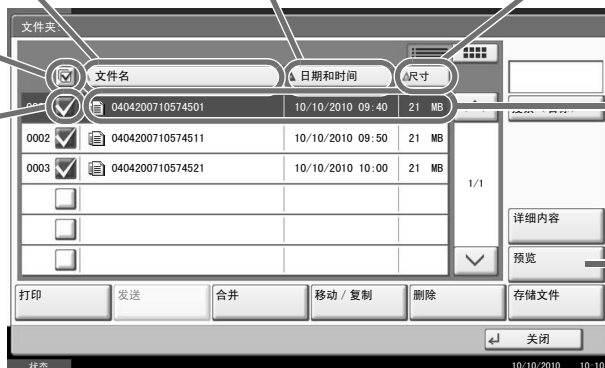 文件夹:
文件名 日期和时间 尺寸
0404200710574501 10/10/2010 09:40 21 MB
0002 0404200710574511 10/10/2010 09:50 21 MB
0003 0404200710574521 10/10/2010 10:00 21 MB
1/1
详细内容
预览
打印 发送 合并 移动 / 复制 删除 存储文件
关闭
状态 10/10/2010 10:10